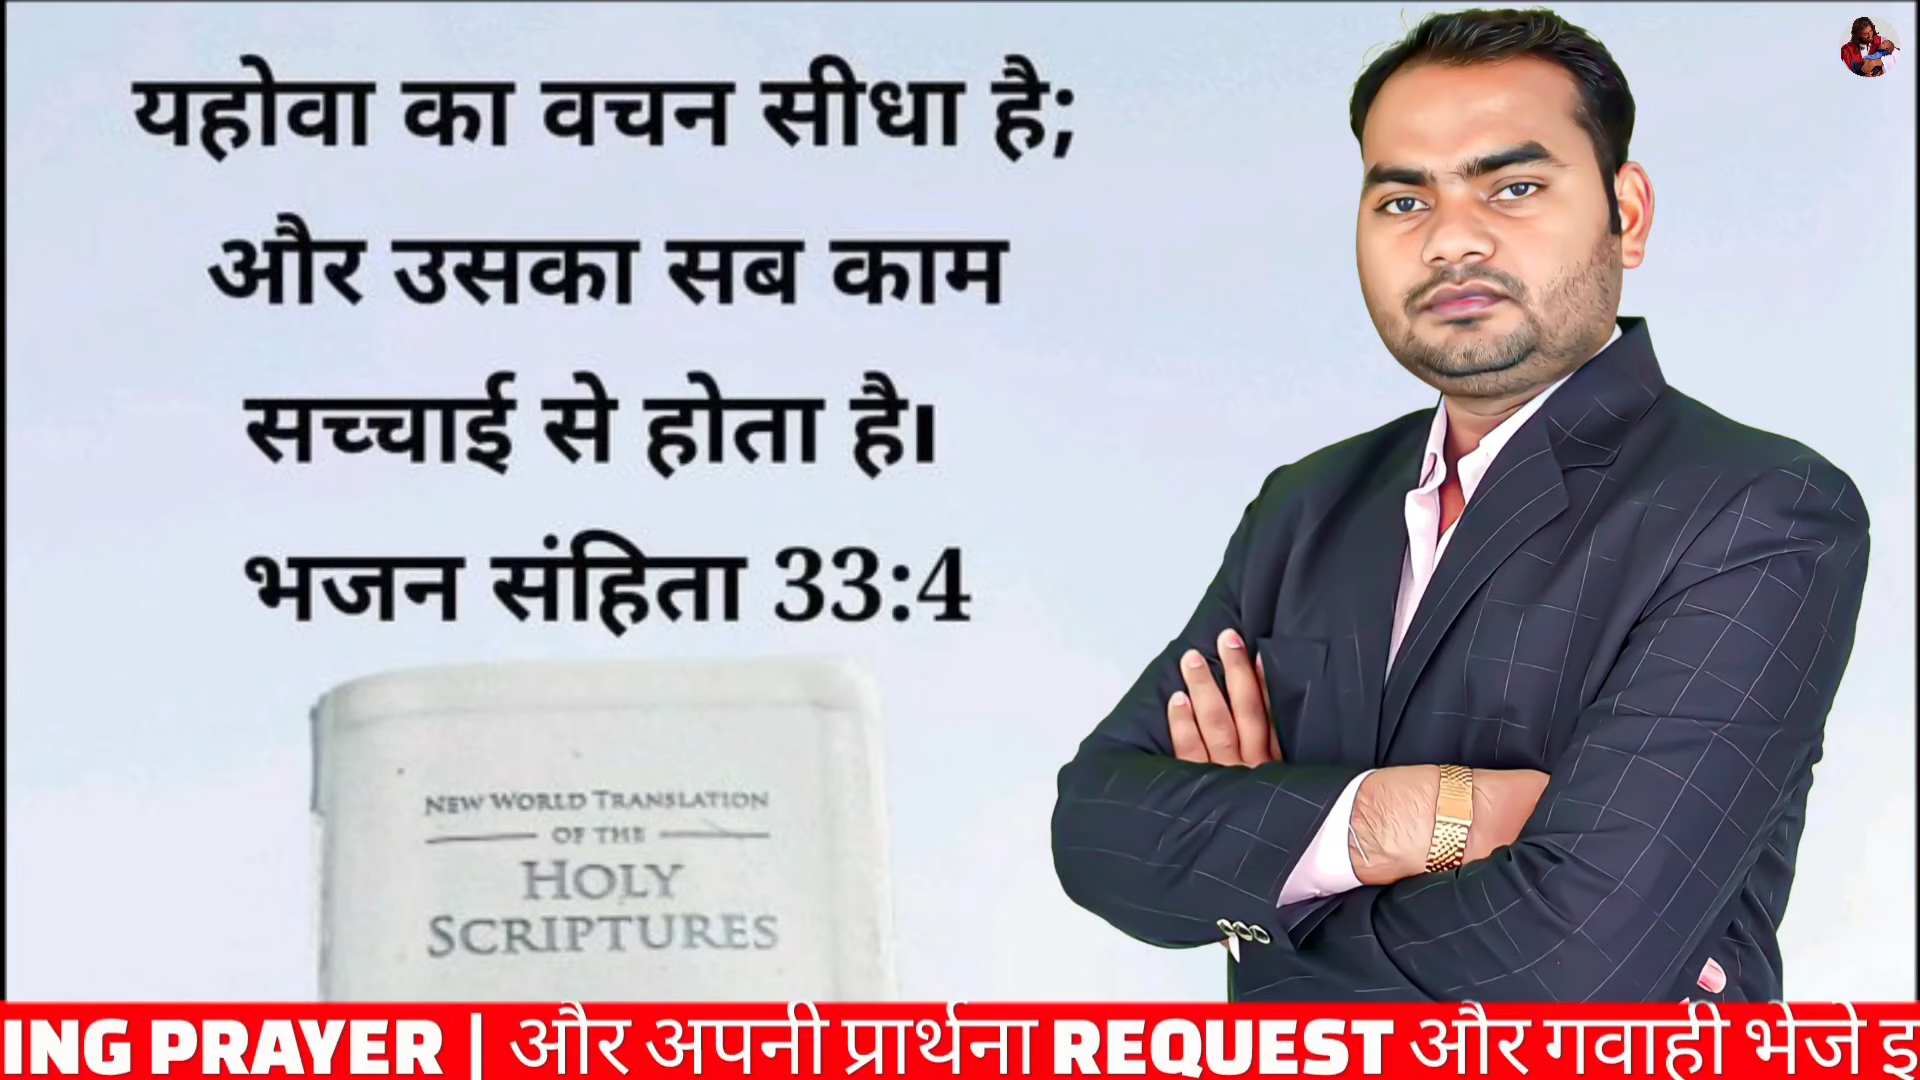 यहोवा का वचन सीधा है;
और उसका सब काम
सच्चाई से होता है।
भजन संहिता 33:4
NEW WORLD TRANSLATION
OF THE
HOLY
SCRIPTURES
ING PRAYER | और अपनी प्रार्थना REQUEST और गवाही भेजे इ